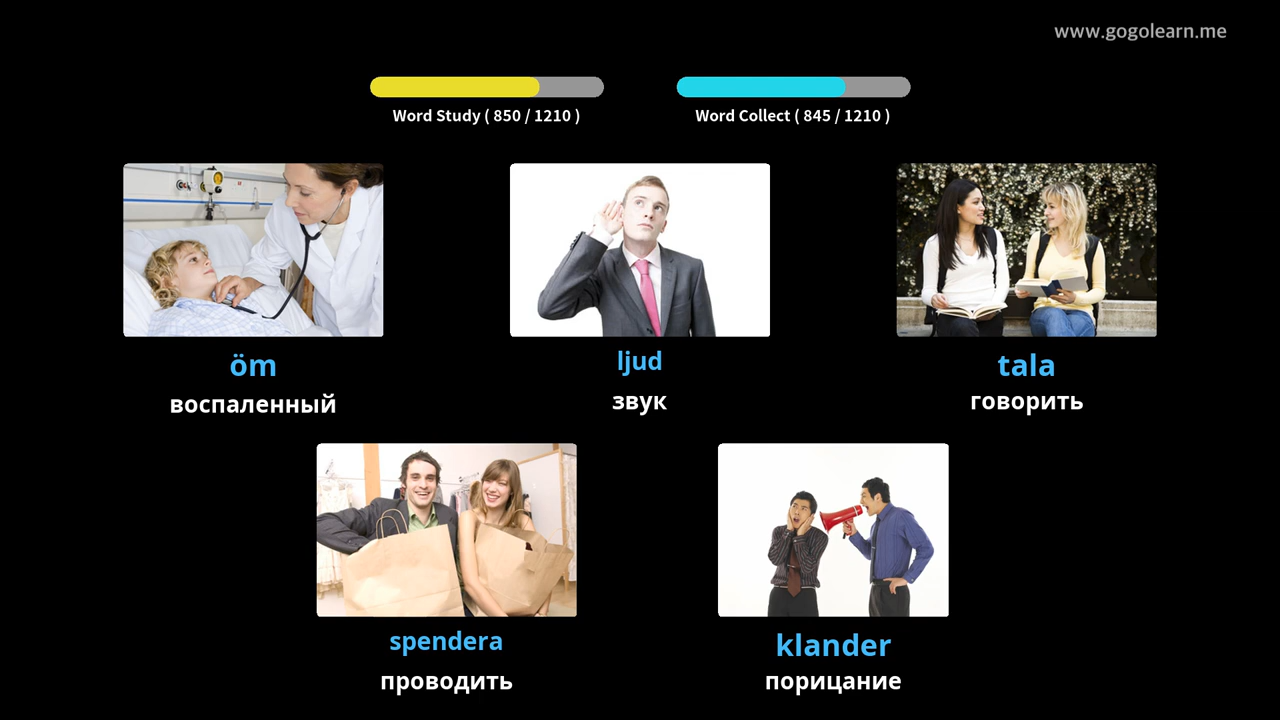 www.gogolearn.me
Word Study ( 850 / 1210 )
Word Collect ( 845 / 1210 )
öm
воспаленный
ljud
звук
tala
говорить
spendera
проводить
klander
порицание